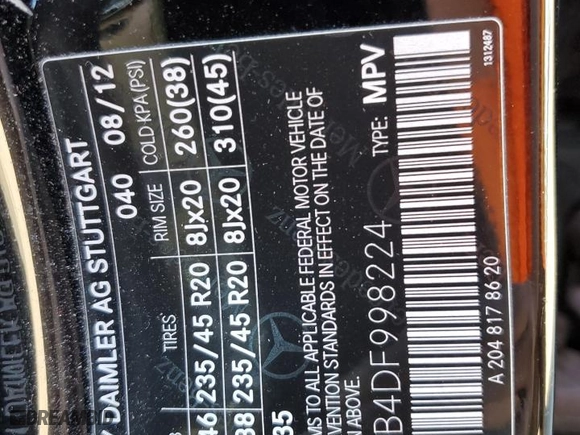 DAIMLER AG STUTTGART
040 08/12
TIRES RIM SIZE COLD KPA(PSI)
46 235/45 R20 8Jx20 260(38)
38 235/45 R20 8Jx20 310(45)
35
MS TO ALL APPLICABLE FEDERAL MOTOR VEHICLE
VENTION STANDARDS IN EFFECT ON THE DATE OF
N ABOVE.
B4DF998224 TYPE: MPV
A 204 817 86 20
1312487